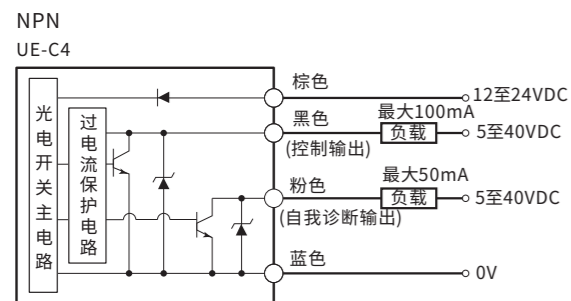 NPN
UE-C4
光电开关主电路
过电流保护电路
棕色
12至24VDC
黑色
最大100mA
负载
5至40VDC
(控制输出)
粉色
最大50mA
负载
5至40VDC
(自我诊断输出)
蓝色
0V